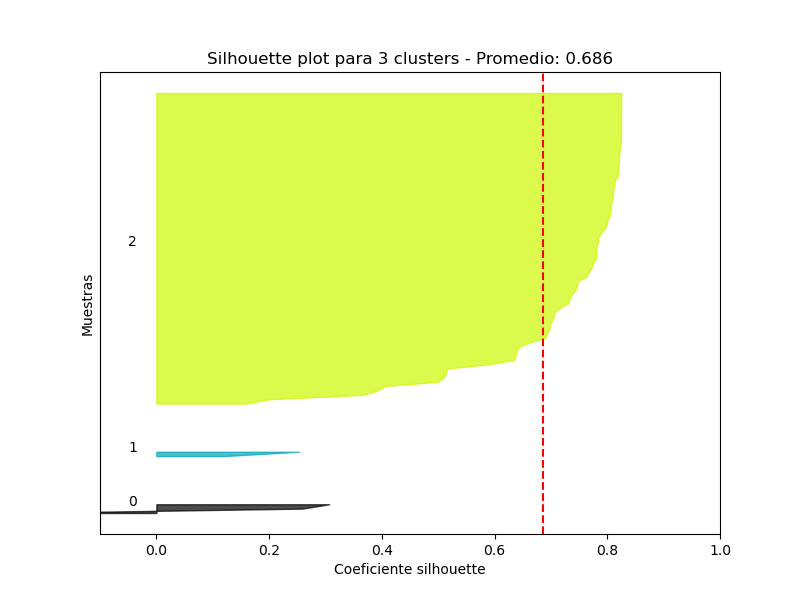 Silhouette plot para 3 clusters - Promedio: 0.686
Muestras
2
1
0
0.0 0.2 0.4 0.6 0.8 1.0
Coeficiente silhouette